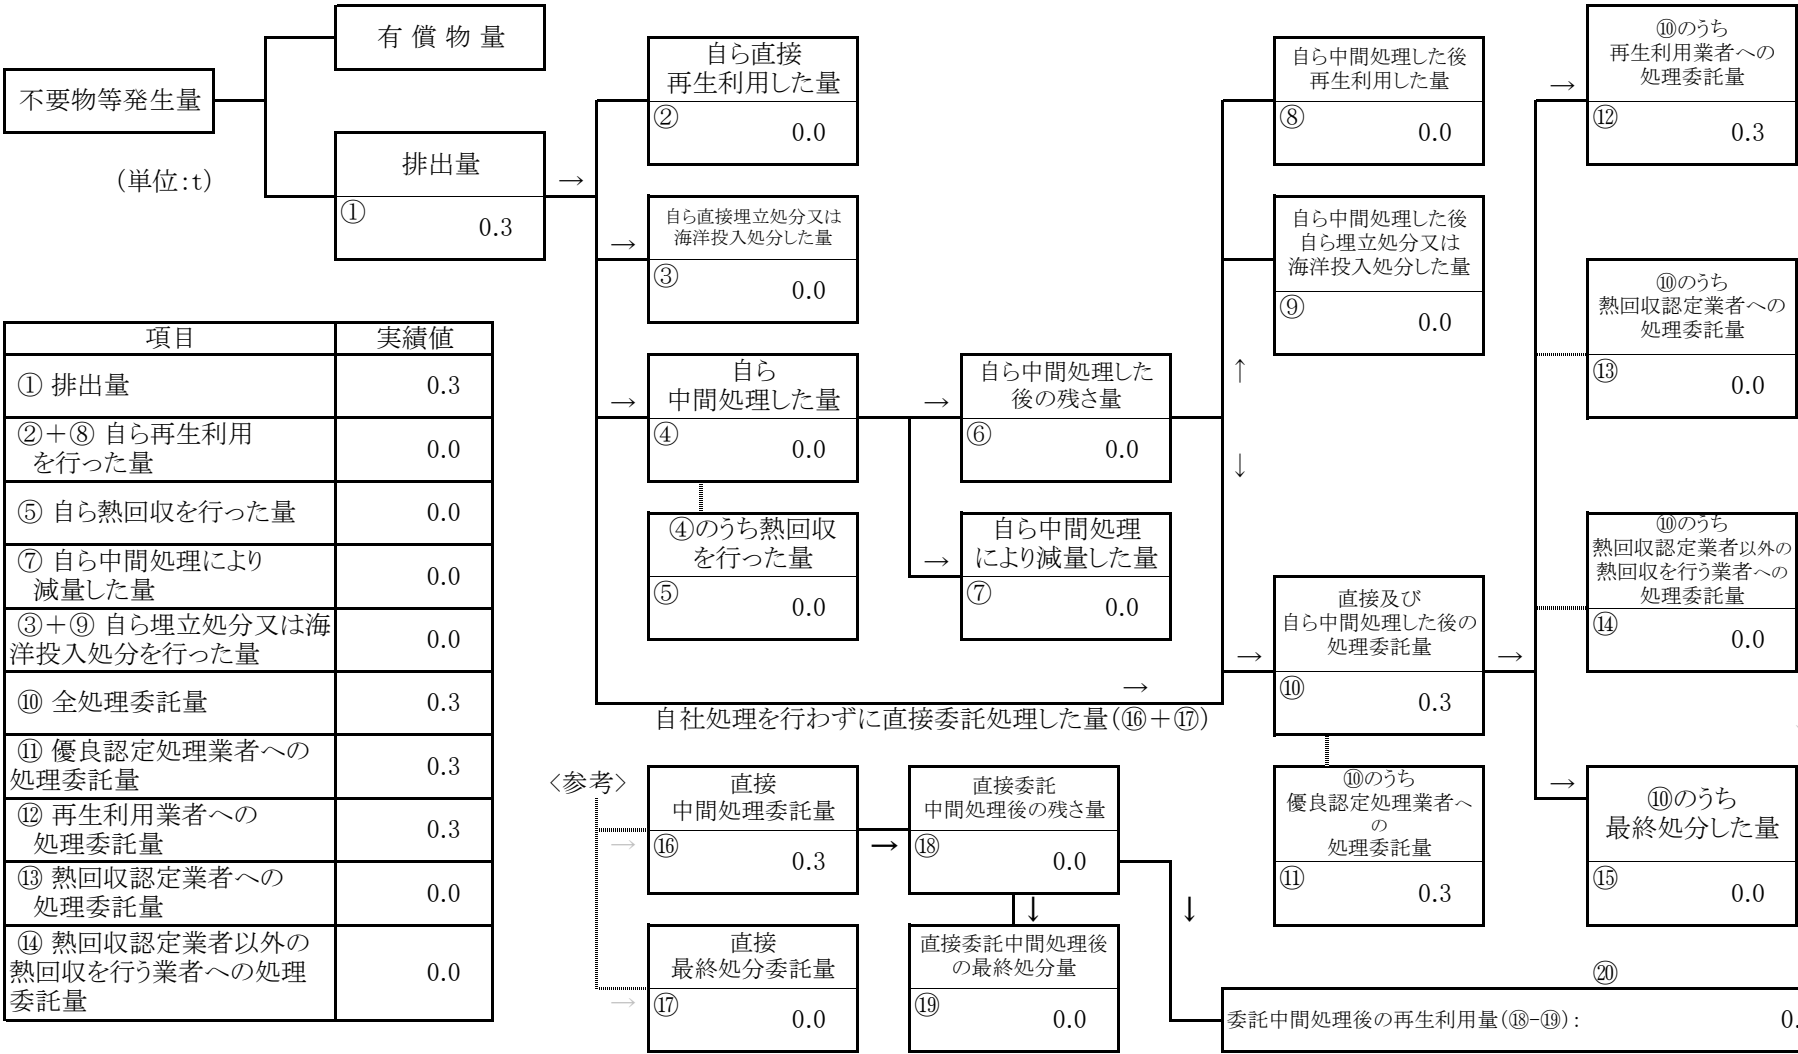 有 償 物 量
不要物等発生量
(単位:t)
排出量
①
0.3
→
自ら直接
再生利用した量
②
0.0
→
自ら直接埋立処分又は
海洋投入処分した量
③
0.0
→
自ら
中間処理した量
④
0.0
④のうち熱回収
を行った量
⑤
0.0
→
自ら中間処理した
後の残さ量
⑥
0.0
→
自ら中間処理
により減量した量
⑦
0.0
自ら中間処理した後
再生利用した量
⑧
0.0
自ら中間処理した後
自ら埋立処分又は
海洋投入処分した量
⑨
0.0
↑
↓
→
直接及び
自ら中間処理した後の
処理委託量
⑩
0.3
→
⑩のうち
優良認定処理業者へ
の
処理委託量
⑪
0.3
→
⑩のうち
再生利用業者への
処理委託量
⑫
0.3
⑩のうち
熱回収認定業者への
処理委託量
⑬
0.0
⑩のうち
熱回収認定業者以外の
熱回収を行う業者への
処理委託量
⑭
0.0
→
⑩のうち
最終処分した量
⑮
0.0
→
自社処理を行わずに直接委託処理した量(⑯+⑰)
<参考>
→
直接
中間処理委託量
⑯
0.3
→
直接委託
中間処理後の残さ量
⑱
0.0
↓
↓
→
直接
最終処分委託量
⑰
0.0
直接委託中間処理後
の最終処分量
⑲
0.0
⑳
委託中間処理後の再生利用量(⑱-⑲):
0.
項目 実績値
① 排出量 0.3
②+⑧ 自ら再生利用
を行った量 0.0
⑤ 自ら熱回収を行った量 0.0
⑦ 自ら中間処理により
減量した量 0.0
③+⑨ 自ら埋立処分又は海
洋投入処分を行った量 0.0
⑩ 全処理委託量 0.3
⑪ 優良認定処理業者への
処理委託量 0.3
⑫ 再生利用業者への
処理委託量 0.3
⑬ 熱回収認定業者への
処理委託量 0.0
⑭ 熱回収認定業者以外の
熱回収を行う業者への処理
委託量 0.0